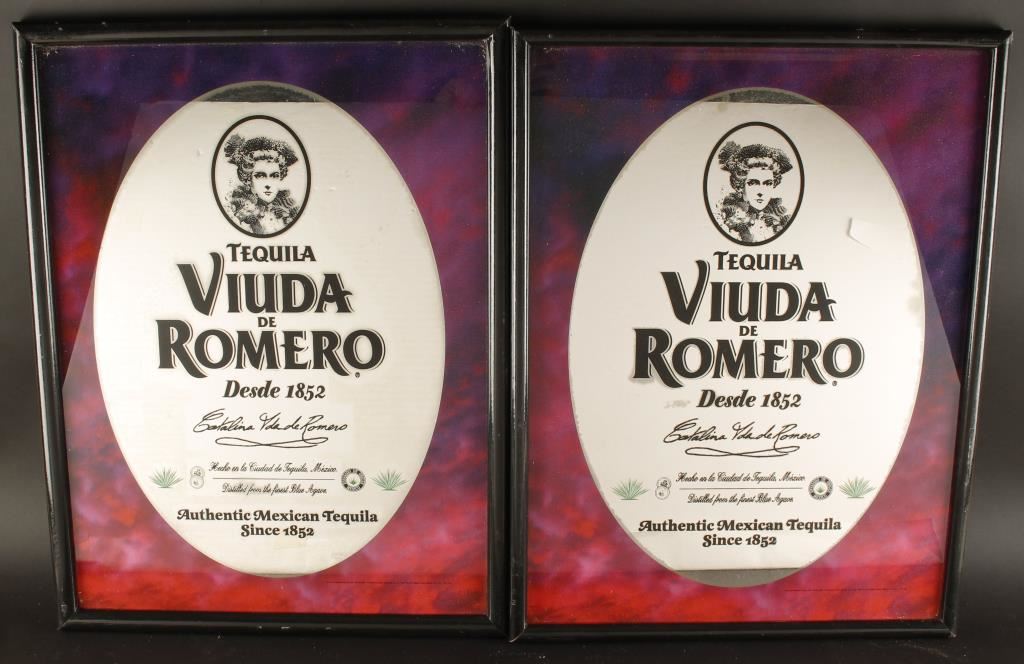 TEQUILA
VIUDA
DE
ROMERO
Desde 1852
Catalina Vda de Romero
Hecho en la Ciudad de Tequila, México.
Distilled from the finest Blue Agave.
Authentic Mexican Tequila
Since 1852
TEQUILA
VIUDA
DE
ROMERO
Desde 1852
Catalina Vda de Romero
Hecho en la Ciudad de Tequila, México.
Distilled from the finest Blue Agave.
Authentic Mexican Tequila
Since 1852